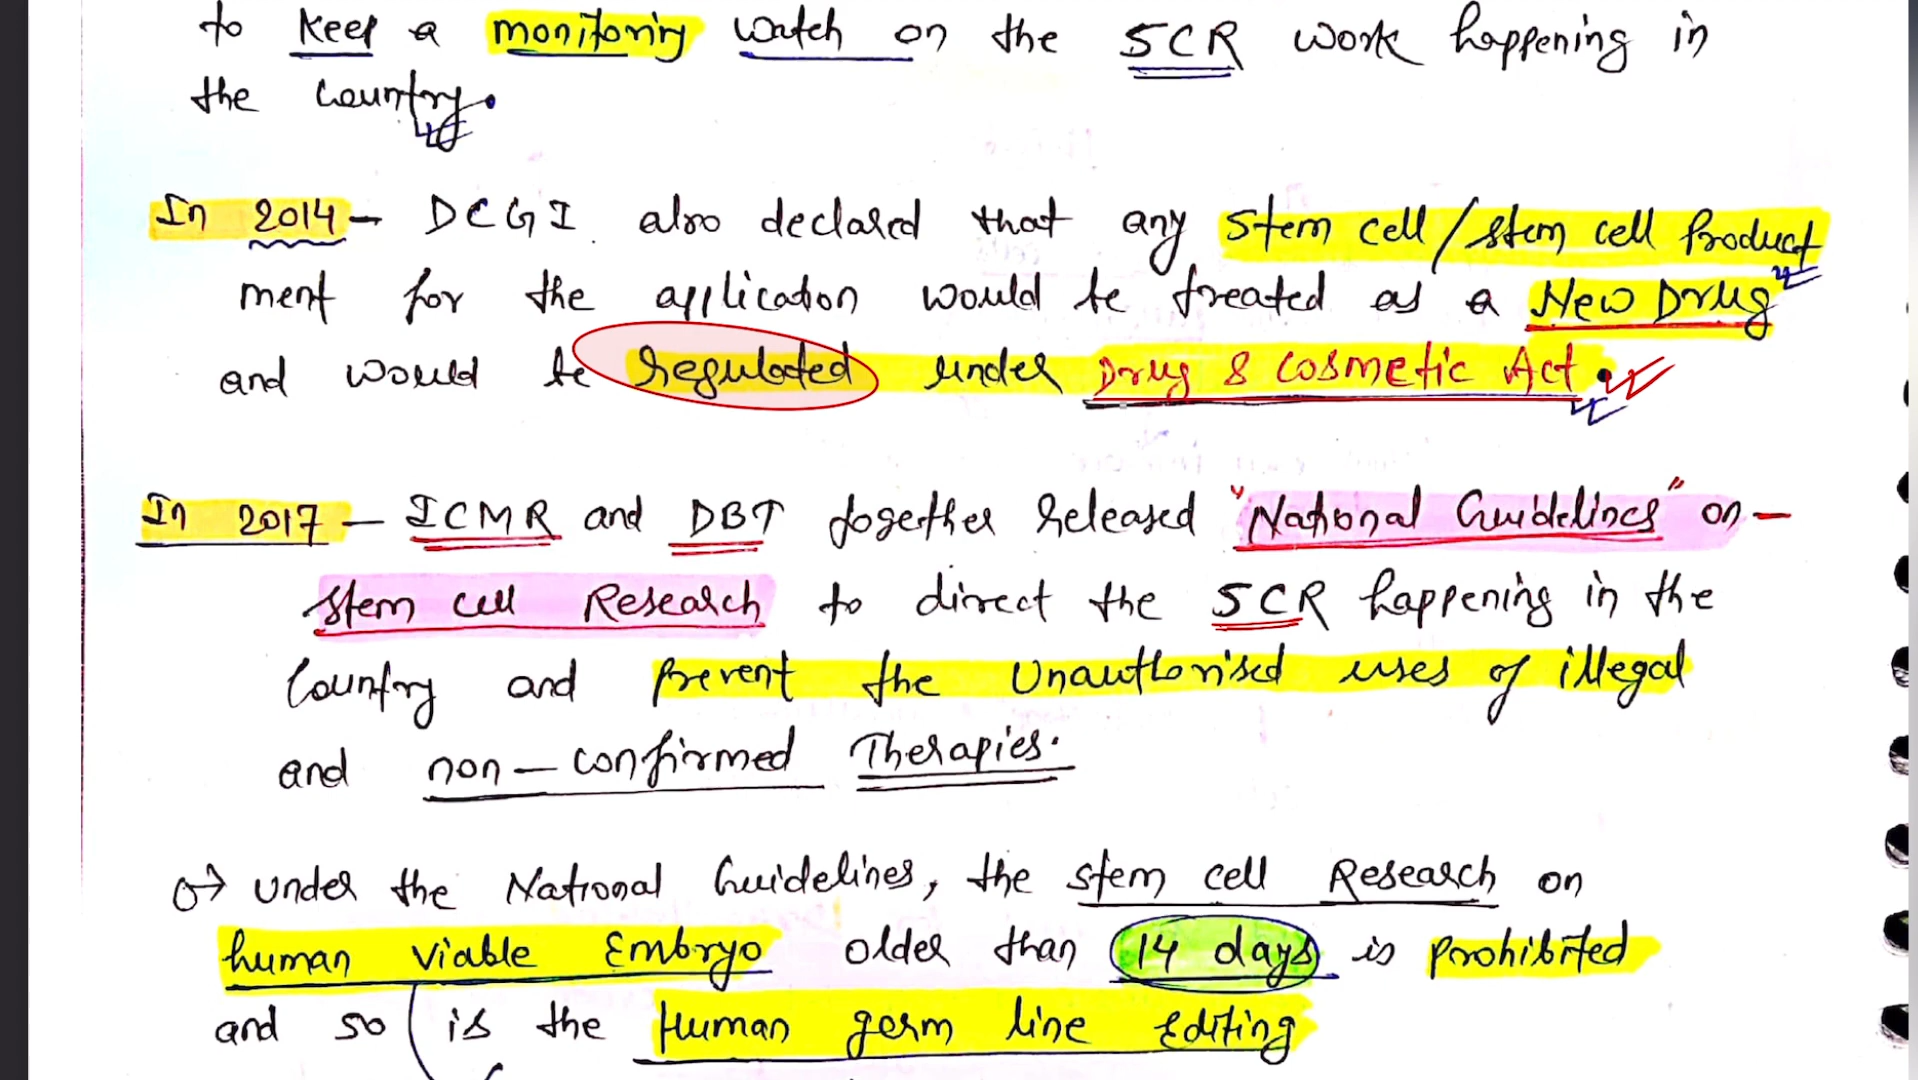 to keep a monitoring watch on the SCR work happening in
the Country.
In 2014 - DCGI also declared that any stem cell/stem cell Product
ment for the application would be treated as a New Drug
and would be regulated under Drug & Cosmetic Act.
In 2017 - ICMR and DBT together released "National Guidelines" on -
Stem cell Research to direct the SCR happening in the
Country and prevent the Unauthorised uses of illegal
and non-confirmed Therapies.
→ under the National Guidelines, the stem cell Research on
human viable Embryo older than 14 days is prohibited
and so is the Human germ line Editing